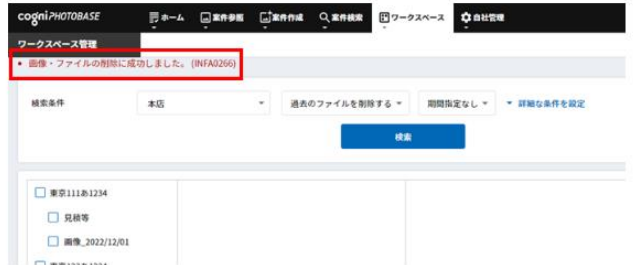 cogniPHOTOBASE ホーム 案件参照 案件作成 案件検索 ワークスペース 自社管理
ワークスペース管理
• 画像・ファイルの削除に成功しました。(INFA0266)
検索条件 本店 過去のファイルを削除する 期間指定なし 詳細な条件を設定
検索
東京111あ1234
見積等
画像_2022/12/01